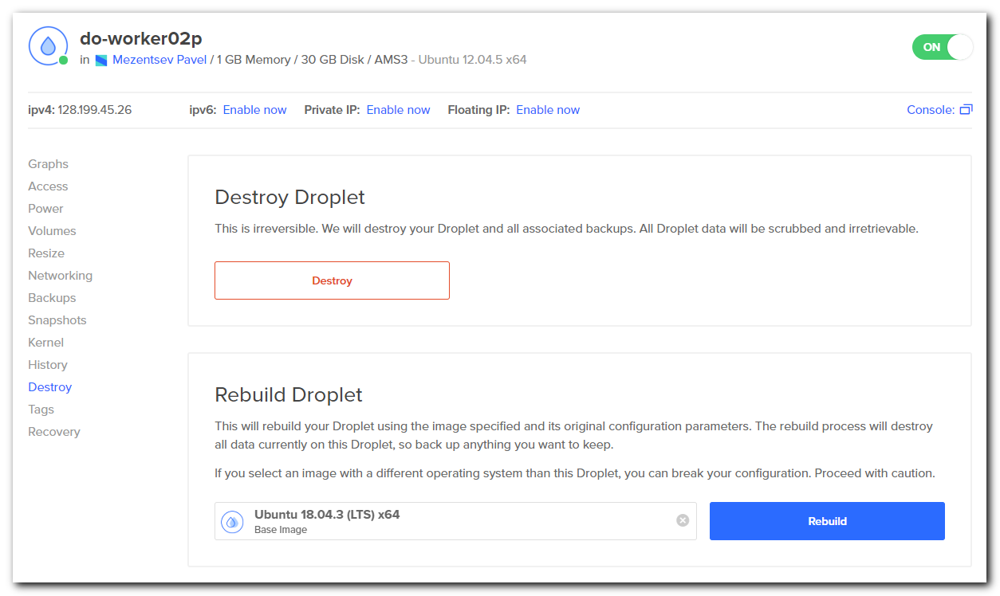 do-worker02p
in Mezentsev Pavel / 1 GB Memory / 30 GB Disk / AMS3 - Ubuntu 12.04.5 x64
ON
ipv4: 128.199.45.26 ipv6: Enable now Private IP: Enable now Floating IP: Enable now Console:
Graphs
Access
Power
Volumes
Resize
Networking
Backups
Snapshots
Kernel
History
Destroy
Tags
Recovery
Destroy Droplet
This is irreversible. We will destroy your Droplet and all associated backups. All Droplet data will be scrubbed and irretrievable.
Destroy
Rebuild Droplet
This will rebuild your Droplet using the image specified and its original configuration parameters. The rebuild process will destroy
all data currently on this Droplet, so back up anything you want to keep.
If you select an image with a different operating system than this Droplet, you can break your configuration. Proceed with caution.
Ubuntu 18.04.3 (LTS) x64
Base Image
Rebuild